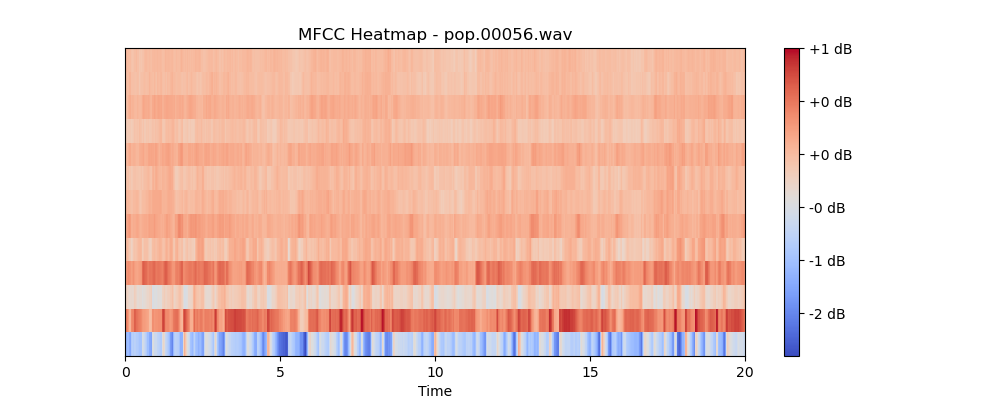 MFCC Heatmap - pop.00056.wav
+1 dB
+0 dB
+0 dB
-0 dB
-1 dB
-2 dB
0 5 10 15 20
Time